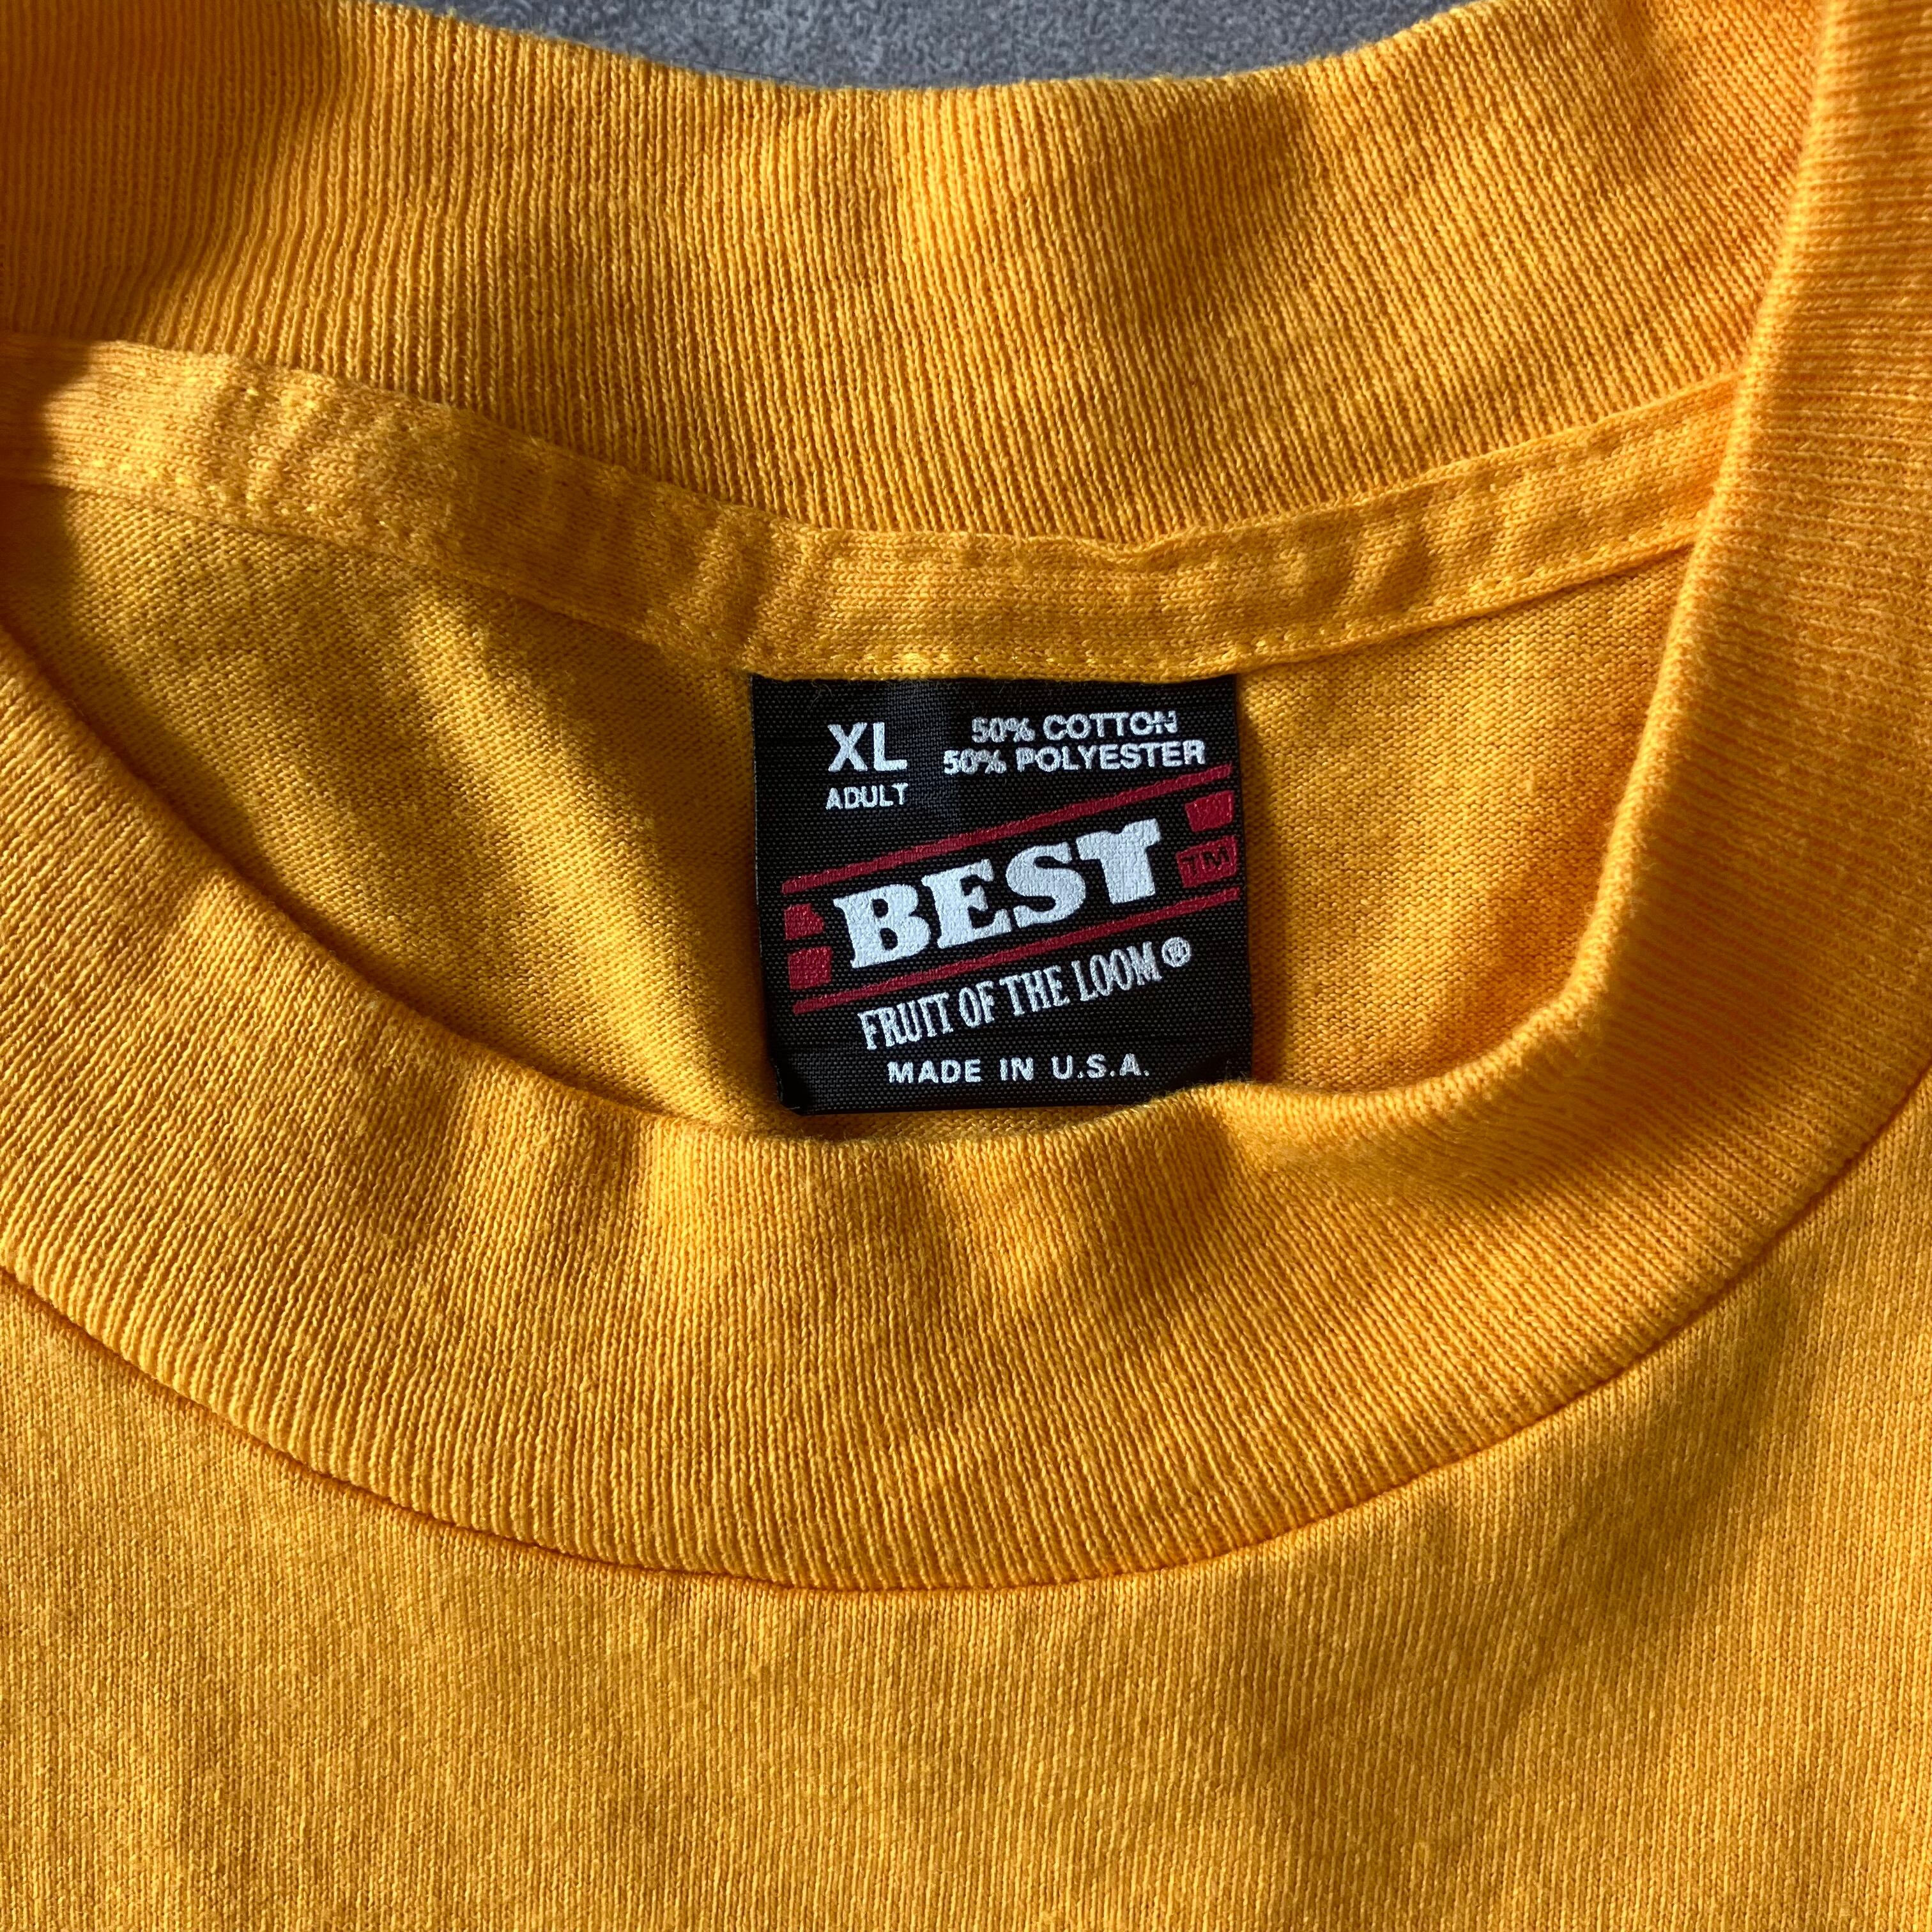 XL
ADULT
50% COTTON
50% POLYESTER
BEST
TM
FRUIT OF THE LOOM®
MADE IN U.S.A.